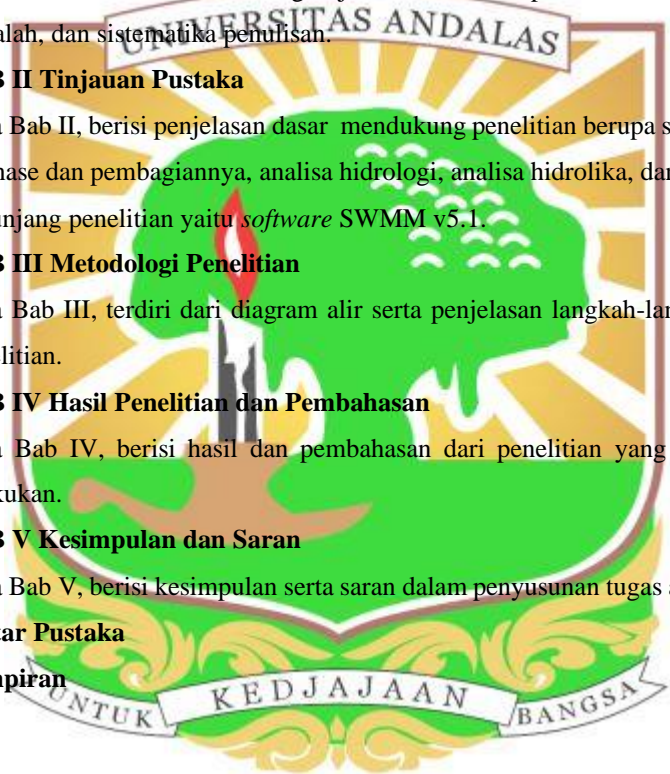 alah, dan sistematika penulisan.
UNIVERSITAS ANDALAS
II Tinjauan Pustaka
a Bab II, berisi penjelasan dasar mendukung penelitian berupa s
nase dan pembagiannya, analisa hidrologi, analisa hidrolika, dan
unjang penelitian yaitu software SWMM v5.1.
III Metodologi Penelitian
a Bab III, terdiri dari diagram alir serta penjelasan langkah-lan
elitian.
IV Hasil Penelitian dan Pembahasan
a Bab IV, berisi hasil dan pembahasan dari penelitian yang
kukan.
V Kesimpulan dan Saran
a Bab V, berisi kesimpulan serta saran dalam penyusunan tugas a
tar Pustaka
npiran
UNTUK KEDJAJAAN BANGSA